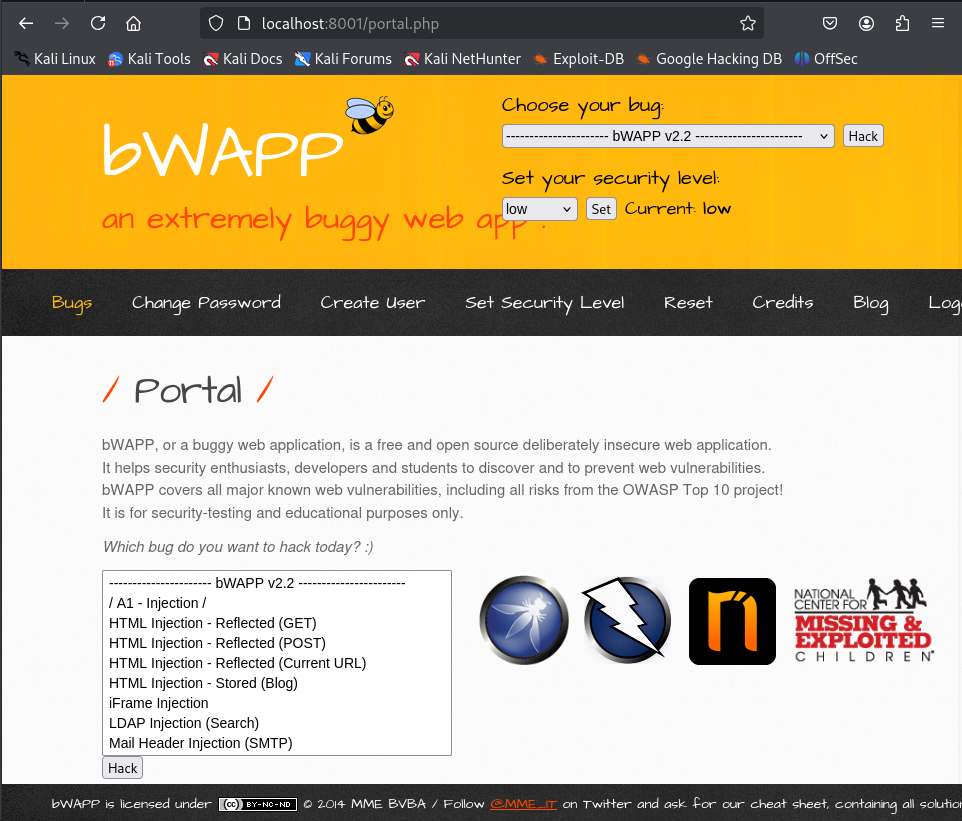 localhost:8001/portal.php
Kali Linux Kali Tools Kali Docs Kali Forums Kali NetHunter Exploit-DB Google Hacking DB OffSec
bWAPP
an extremely buggy web app !
Choose your bug:
---------------------- bWAPP v2.2 ----------------------- Hack
Set your security level:
low Set Current: low
Bugs Change Password Create User Set Security Level Reset Credits Blog
/ Portal /
bWAPP, or a buggy web application, is a free and open source deliberately insecure web application.
It helps security enthusiasts, developers and students to discover and to prevent web vulnerabilities.
bWAPP covers all major known web vulnerabilities, including all risks from the OWASP Top 10 project!
It is for security-testing and educational purposes only.
Which bug do you want to hack today? :)
---------------------- bWAPP v2.2 -----------------------
/ A1 - Injection /
HTML Injection - Reflected (GET)
HTML Injection - Reflected (POST)
HTML Injection - Reflected (Current URL)
HTML Injection - Stored (Blog)
iFrame Injection
LDAP Injection (Search)
Mail Header Injection (SMTP)
Hack
NATIONAL
CENTER FOR
MISSING &
EXPLOITED
CHILDREN®
bWAPP is licensed under (cc) BY-NC-ND © 2014 MME BVBA / Follow @MME_IT on Twitter and ask for our cheat sheet, containing all